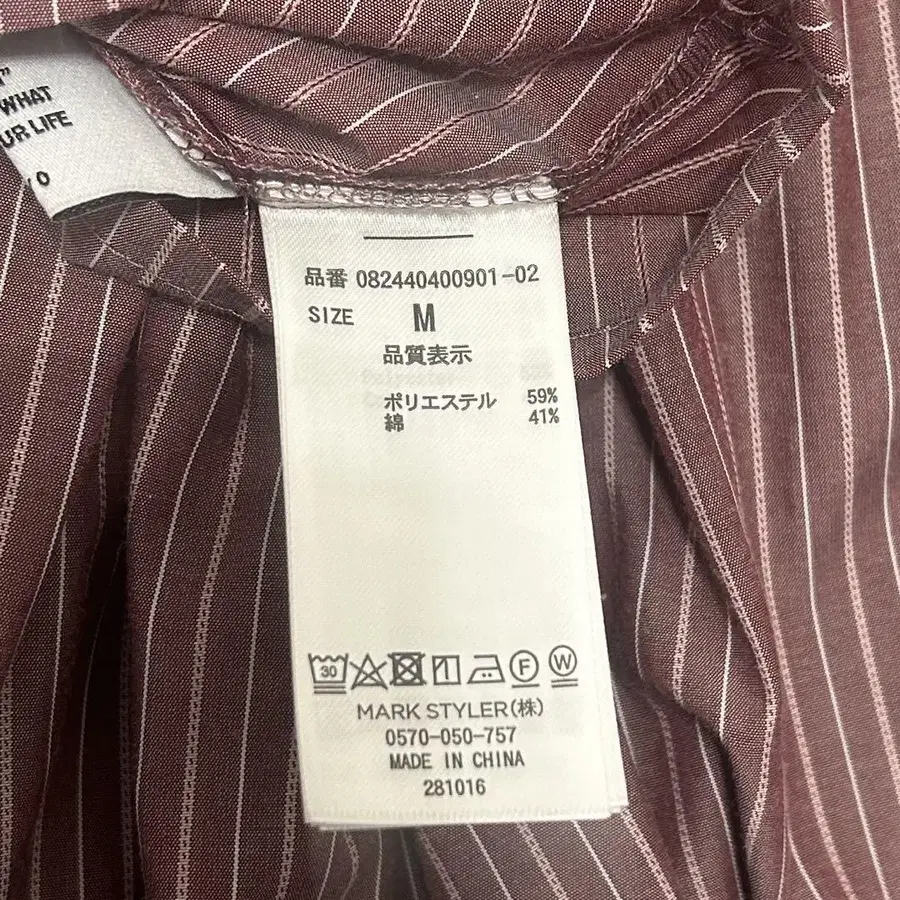 WHAT
UR LIFE
品番 082440400901-02
SIZE M
品質表示
ポリエステル 59%
綿 41%
30 F W
MARK STYLER(株)
0570-050-757
MADE IN CHINA
281016